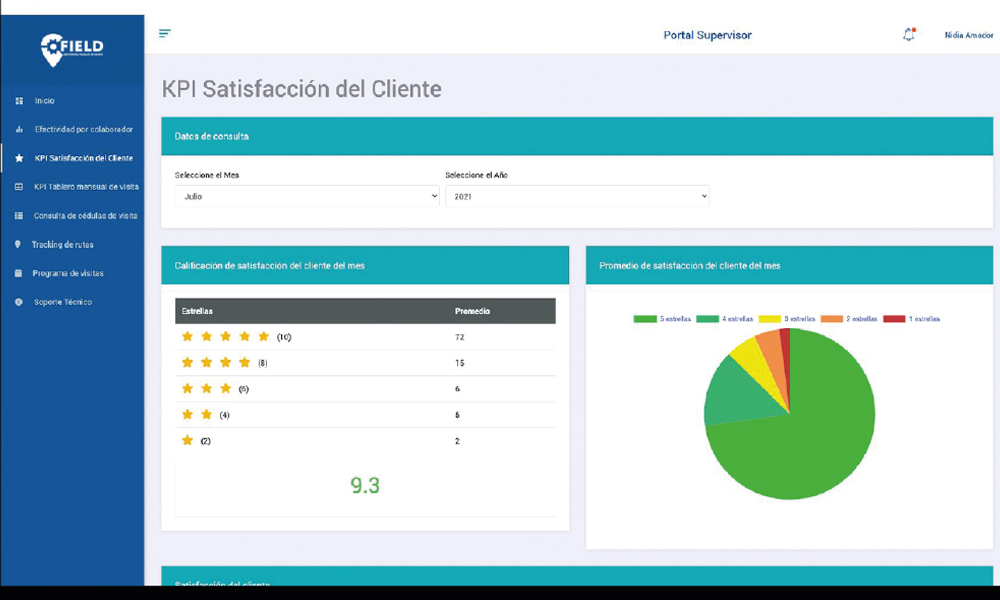 FIELD
Portal Supervisor
Nidia Amador
Inicio
Efectividad por colaborador
KPI Satisfacción del Cliente
KPI Tablero mensual de visita
Consulta de cédulas de visita
Tracking de rutas
Programa de visitas
Soporte Técnico
KPI Satisfacción del Cliente
Datos de consulta
Seleccione el Mes
Seleccione el Año
Julio
2021
Calificación de satisfacción del cliente del mes
Estrellas Promedio
(10) 72
(8) 15
(6) 6
(4) 5
(2) 2
9.3
Promedio de satisfacción del cliente del mes
5 estrellas 4 estrellas 3 estrellas 2 estrellas 1 estrellas
Satisfacción del cliente